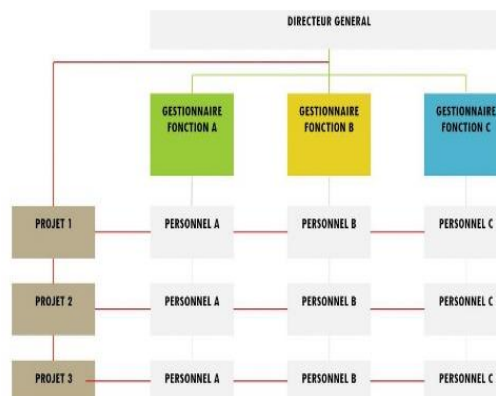 DIRECTEUR GENERAL
GESTIONNAIRE FONCTION A
GESTIONNAIRE FONCTION B
GESTIONNAIRE FONCTION C
PROJET 1
PERSONNEL A
PERSONNEL B
PERSONNEL C
PROJET 2
PERSONNEL A
PERSONNEL B
PERSONNEL C
PROJET 3
PERSONNEL A
PERSONNEL B
PERSONNEL C